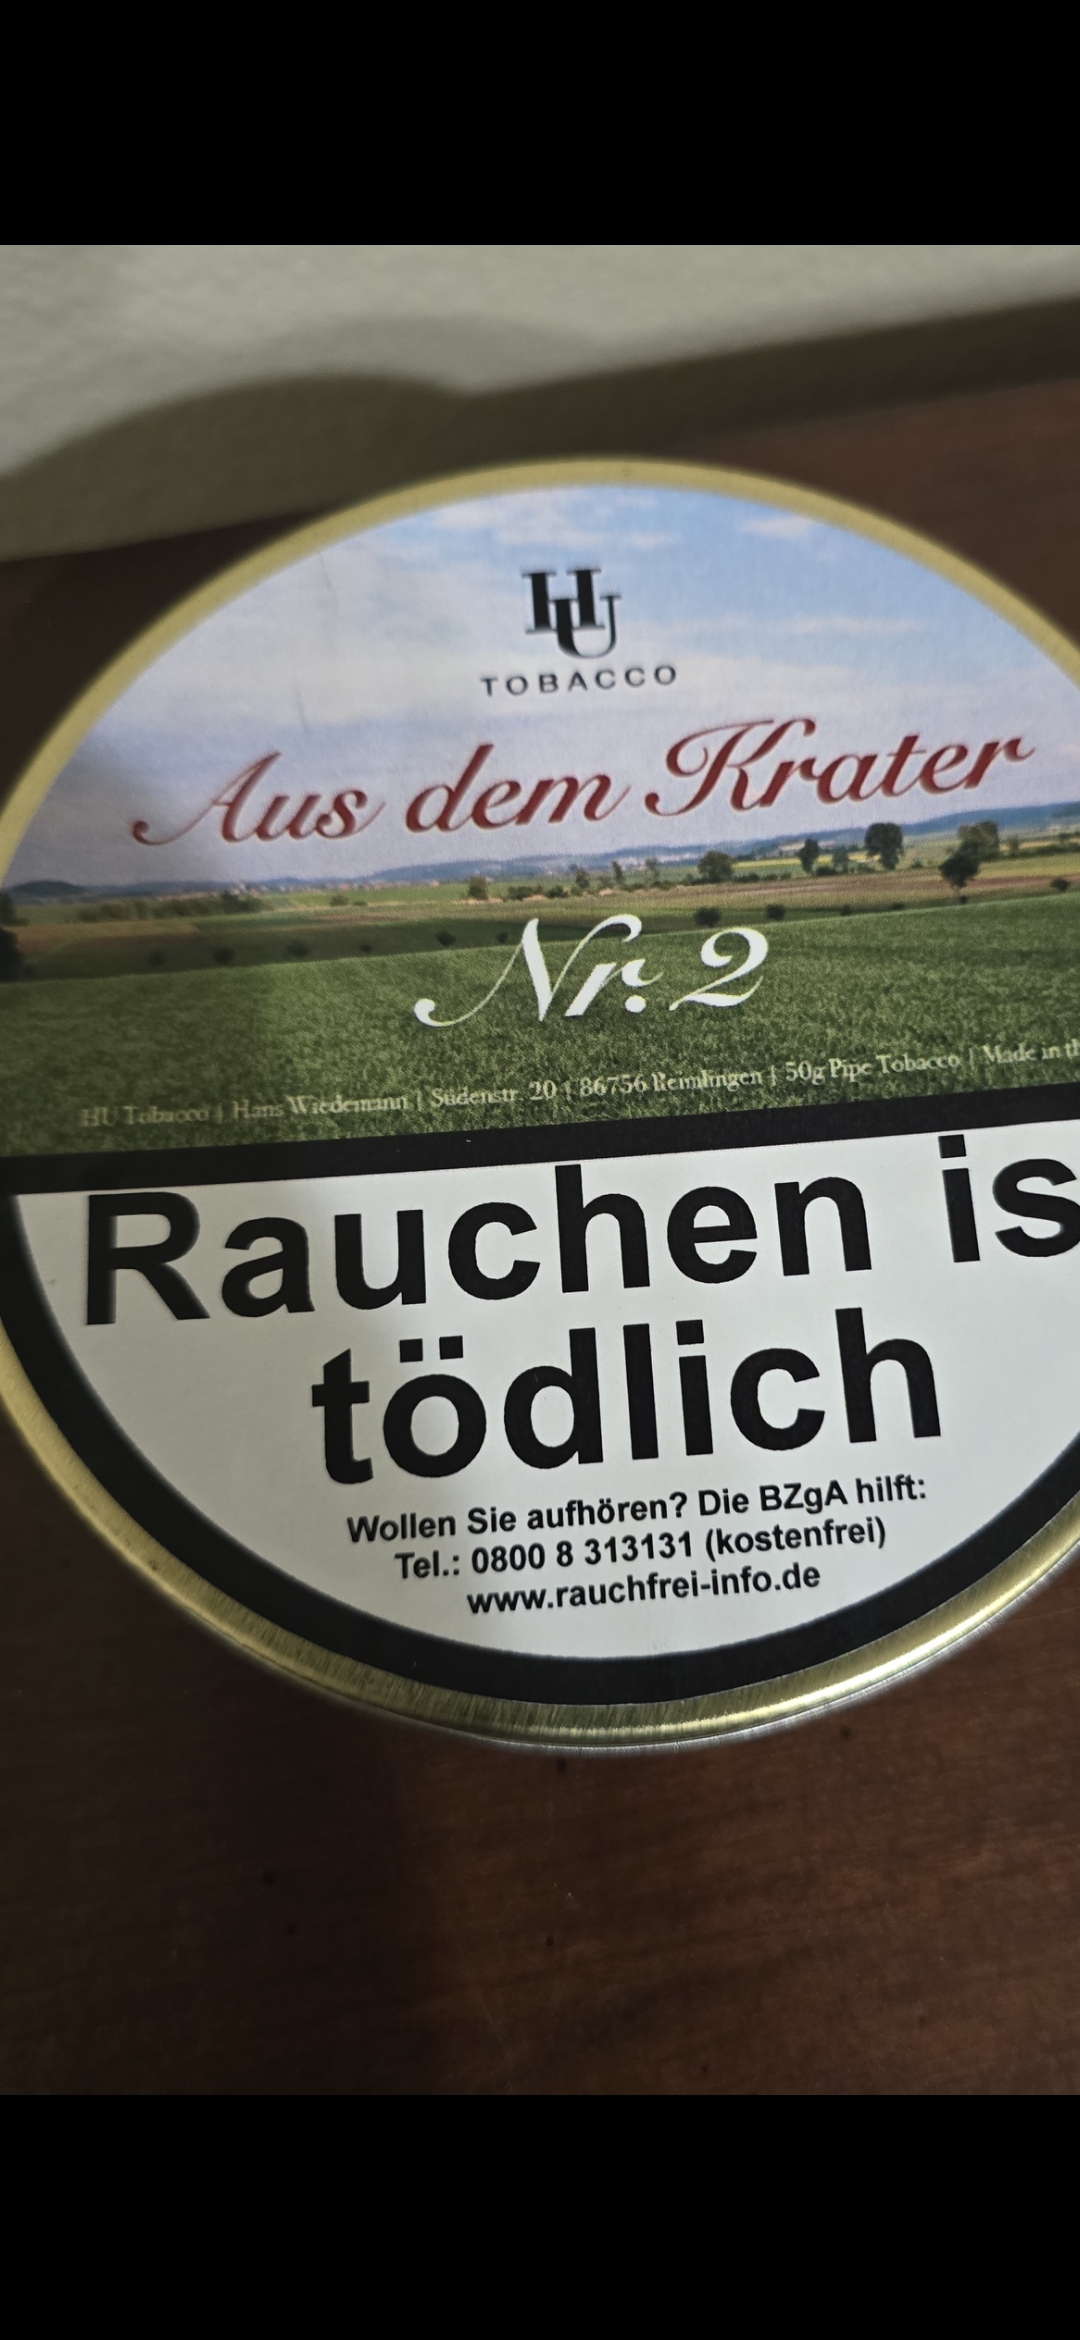 HU
TOBACCO
Aus dem Krater
Nr. 2
HU Tobacco | Hans Wiedemann | Südenstr. 20 | 86756 Reimlingen | 50g Pipe Tobacco | Made in th
Rauchen is
tödlich
Wollen Sie aufhören? Die BZgA hilft:
Tel.: 0800 8 313131 (kostenfrei)
www.rauchfrei-info.de